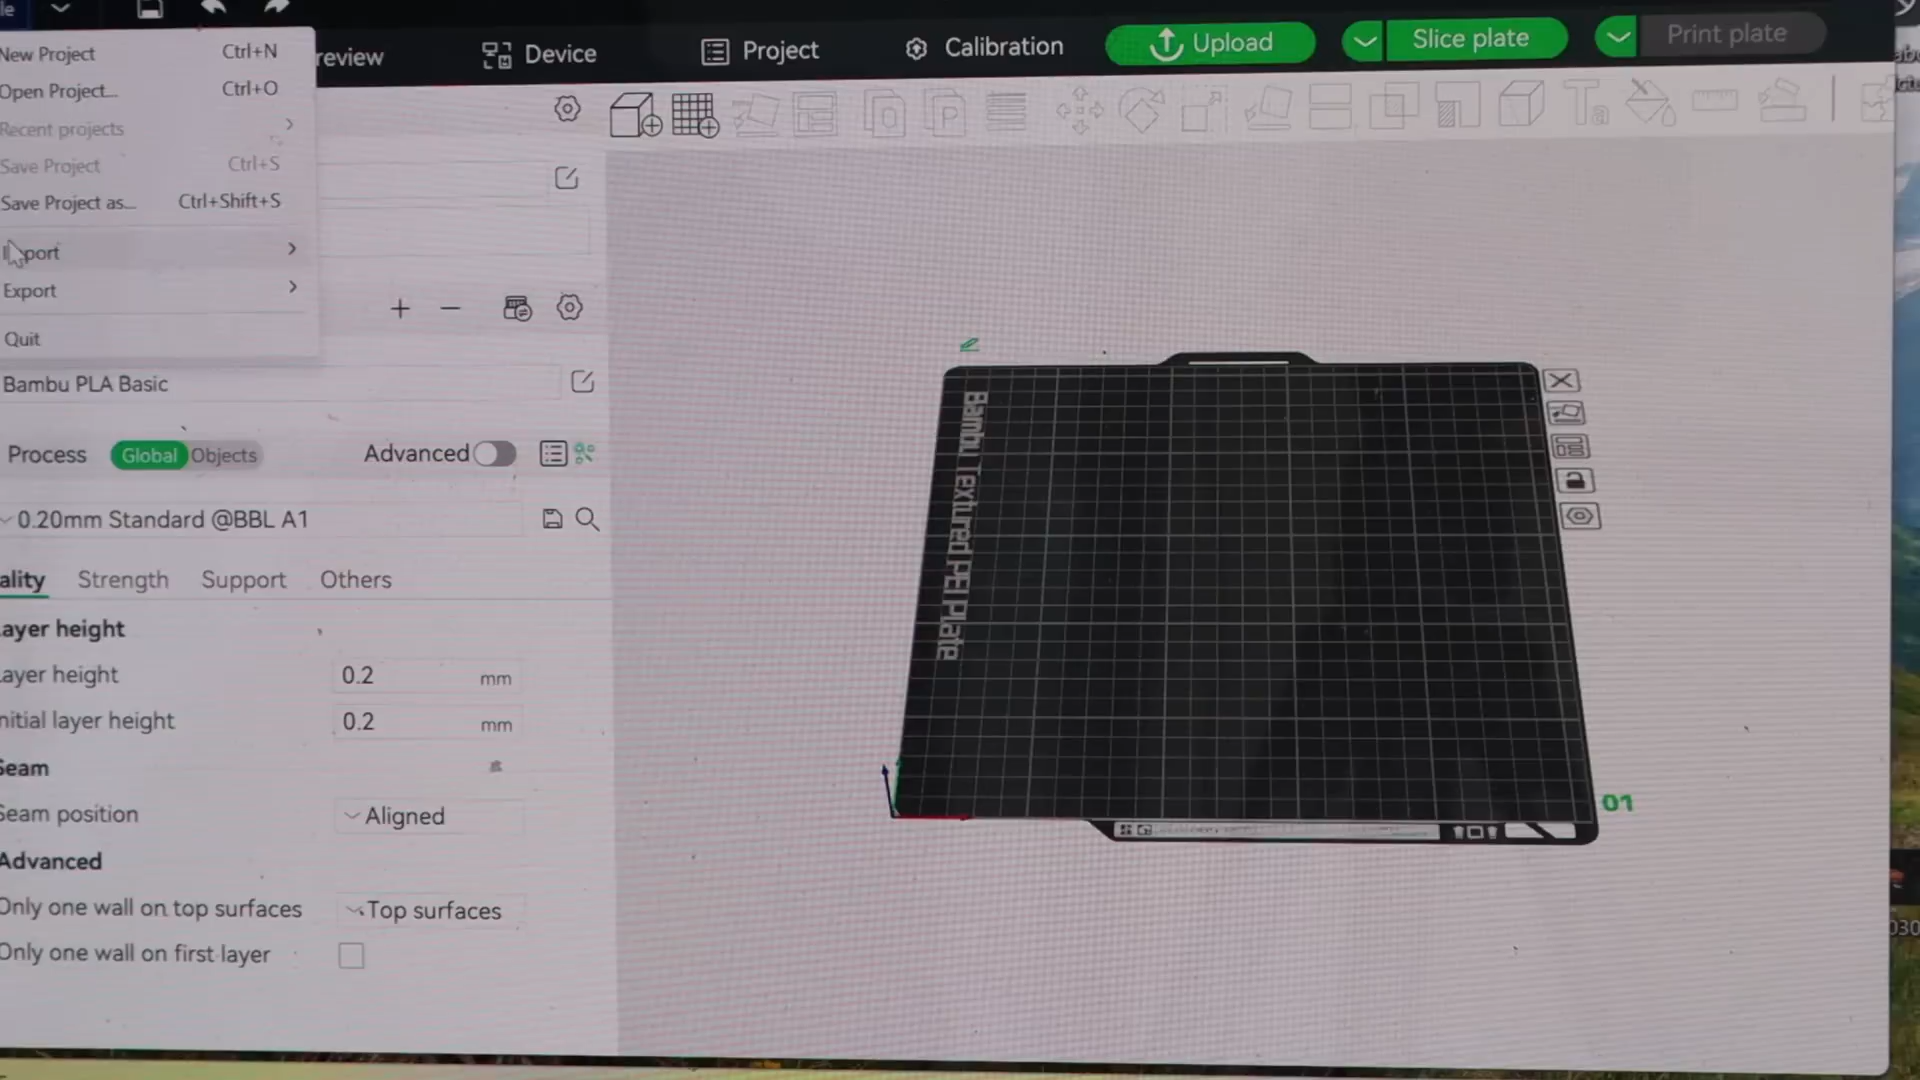 le
New Project Ctrl+N
Open Project... Ctrl+O
Recent projects
Save Project Ctrl+S
Save Project as... Ctrl+Shift+S
port
Export
Quit
review
Device
Project
Calibration
Upload
Slice plate
Print plate
Bambu PLA Basic
Process Global Objects Advanced
0.20mm Standard @BBL A1
ality Strength Support Others
ayer height
ayer height 0.2 mm
nitial layer height 0.2 mm
Seam
Seam position Aligned
Advanced
Only one wall on top surfaces Top surfaces
Only one wall on first layer
Bambu Textured PEI Plate
01
030